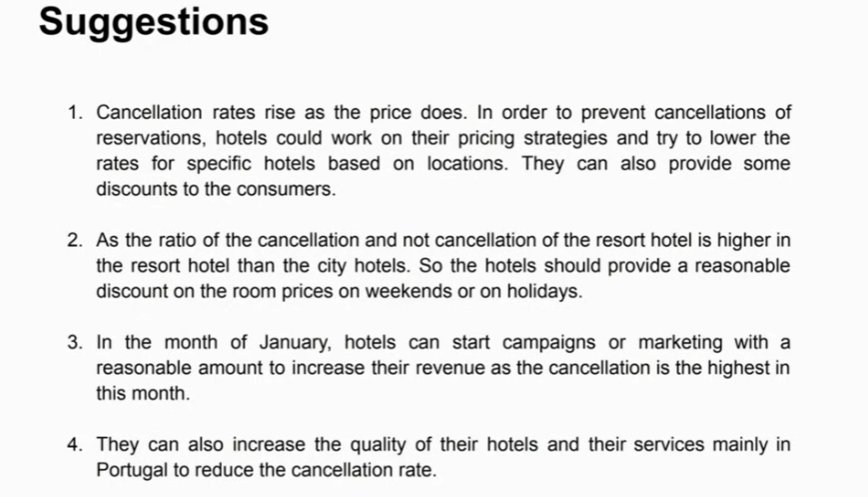 Suggestions
1. Cancellation rates rise as the price does. In order to prevent cancellations of
reservations, hotels could work on their pricing strategies and try to lower the
rates for specific hotels based on locations. They can also provide some
discounts to the consumers.
2. As the ratio of the cancellation and not cancellation of the resort hotel is higher in
the resort hotel than the city hotels. So the hotels should provide a reasonable
discount on the room prices on weekends or on holidays.
3. In the month of January, hotels can start campaigns or marketing with a
reasonable amount to increase their revenue as the cancellation is the highest in
this month.
4. They can also increase the quality of their hotels and their services mainly in
Portugal to reduce the cancellation rate.